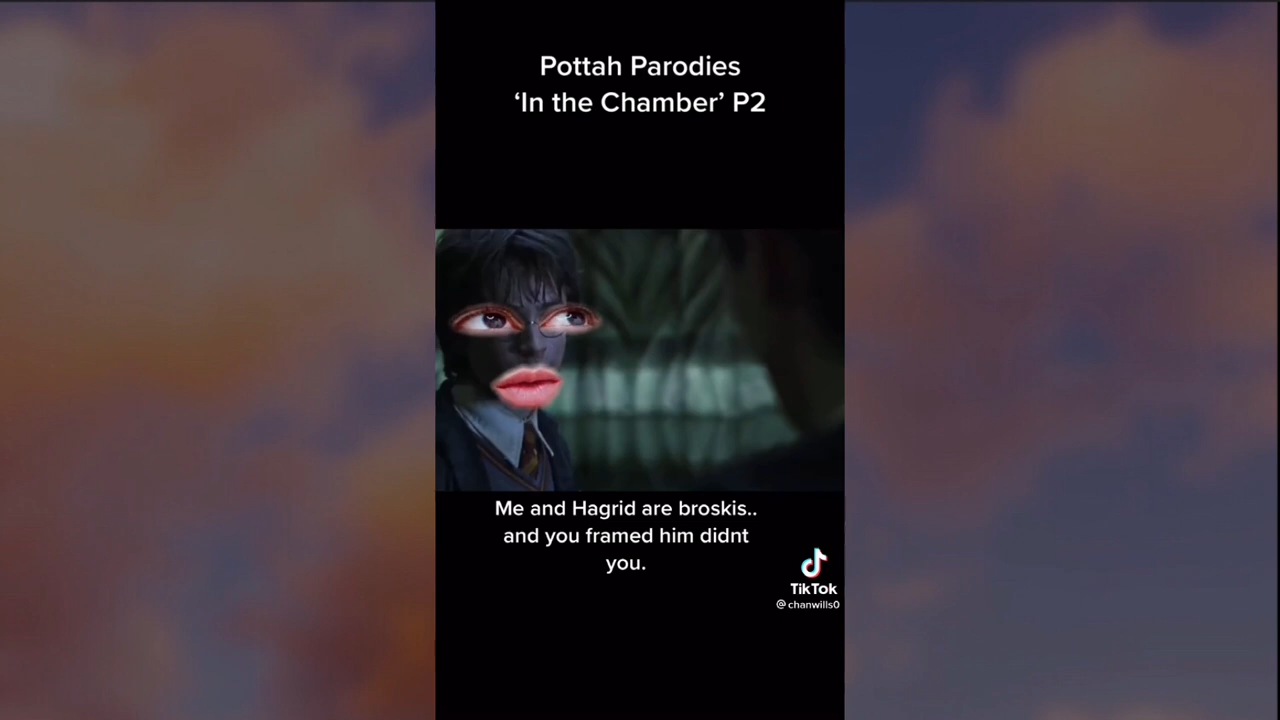 Pottah Parodies
‘In the Chamber’ P2
Me and Hagrid are broskis..
and you framed him didnt
you.
TikTok
@chanwills0